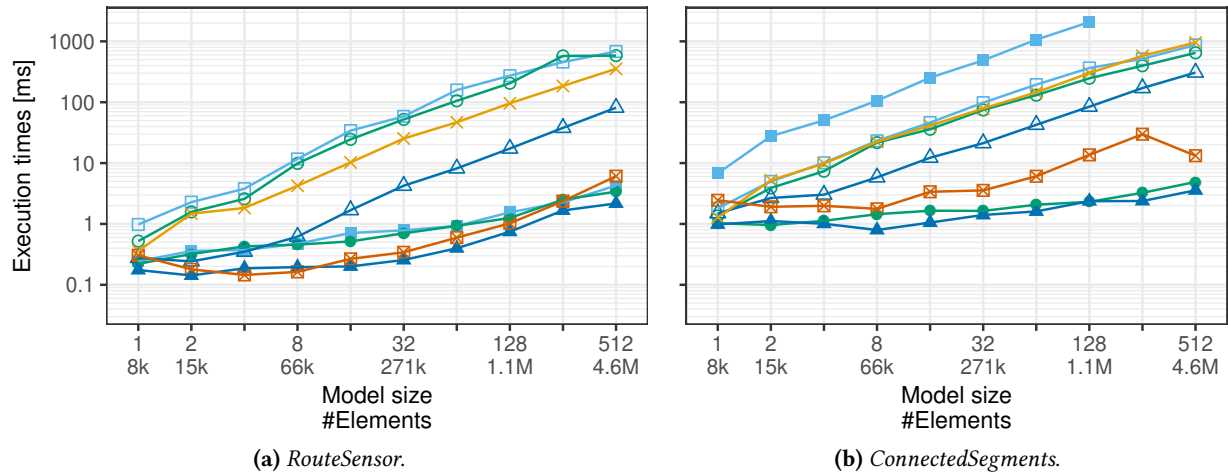 Execution times [ms]
1000
100
10
1
0.1
1 2 8 32 128 512
8k 15k 66k 271k 1.1M 4.6M
Model size
#Elements
(a) RouteSensor.
1 2 8 32 128 512
8k 15k 66k 271k 1.1M 4.6M
Model size
#Elements
(b) ConnectedSegments.